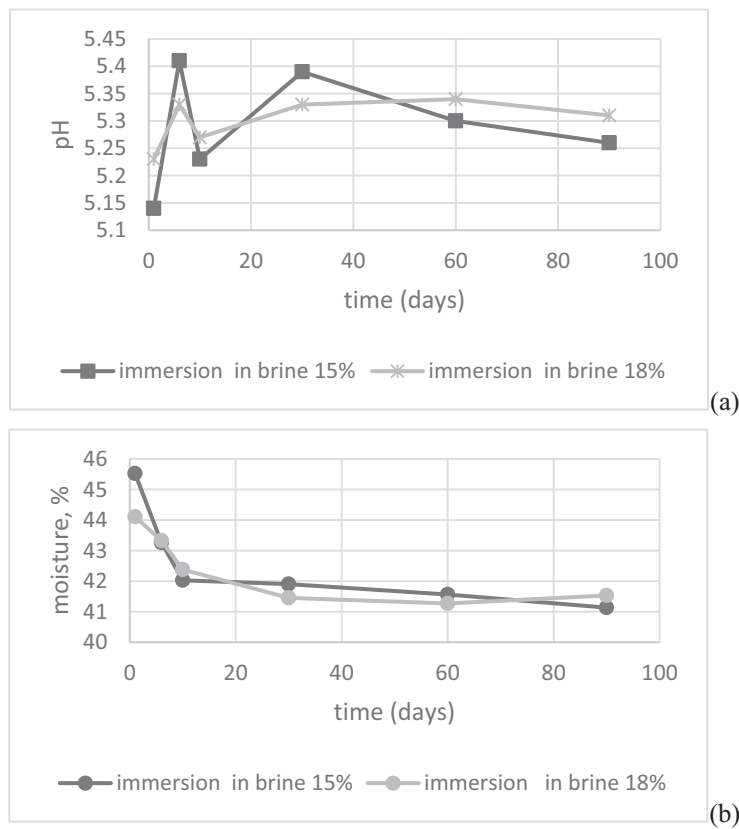 5.45
5.4
5.35
5.3
5.25
5.2
5.15
5.1
pH
0 20 40 60 80 100
time (days)
immersion in brine 15% immersion in brine 18%
(a)
46
45
44
43
42
41
40
moisture, %
0 20 40 60 80 100
time (days)
immersion in brine 15% immersion in brine 18%
(b)